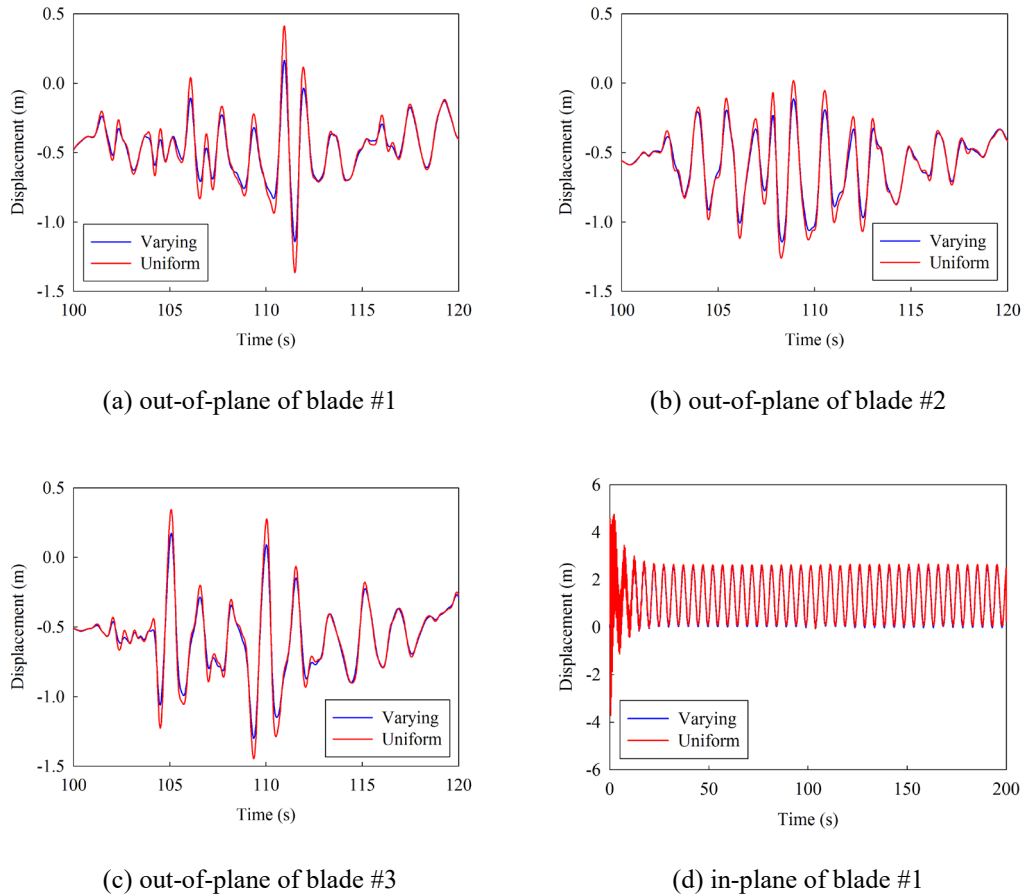 0.5
0.0
-0.5
-1.0
-1.5
Displacement (m)
Varying
Uniform
100
105
110
115
120
Time (s)
(a) out-of-plane of blade #1
0.5
0.0
-0.5
-1.0
-1.5
Displacement (m)
Varying
Uniform
100
105
110
115
120
Time (s)
(b) out-of-plane of blade #2
0.5
0.0
-0.5
-1.0
-1.5
Displacement (m)
Varying
Uniform
100
105
110
115
120
Time (s)
(c) out-of-plane of blade #3
6
4
2
0
-2
-4
-6
Displacement (m)
Varying
Uniform
0
50
100
150
200
Time (s)
(d) in-plane of blade #1